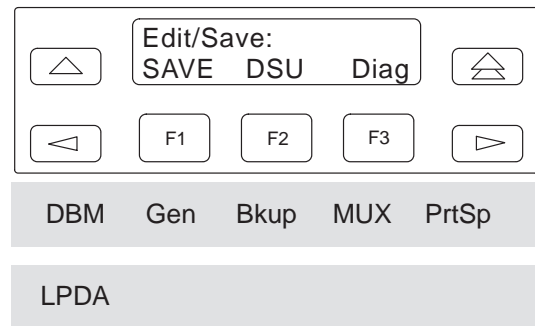 Edit/Save:
SAVE DSU Diag
F1 F2 F3
DBM Gen Bkup MUX PrtSp
LPDA